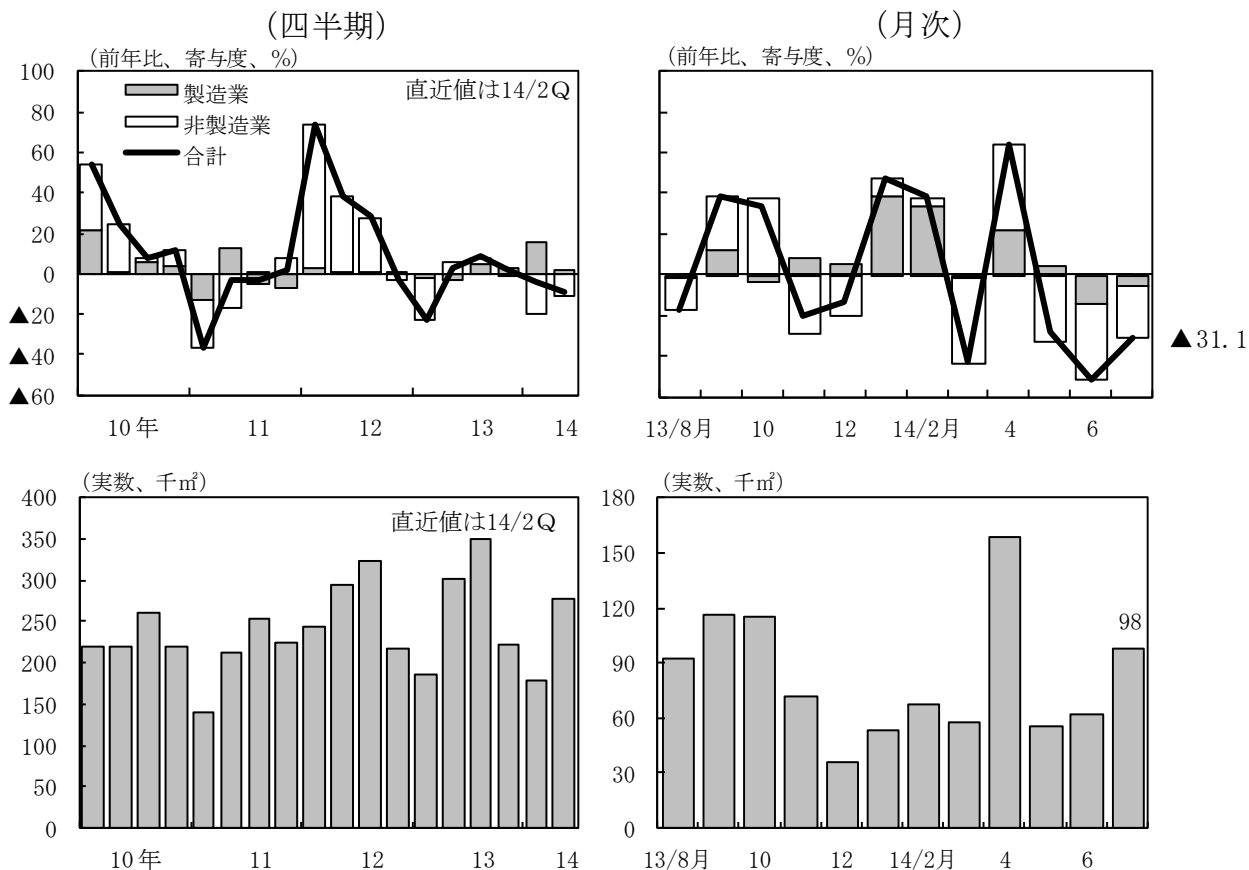 (四半期)
(前年比、寄与度、%)
100
80
60
40
20
0
▲20
▲40
▲60
製造業
非製造業
合計
直近値は14/2Q
10年 11 12 13 14
(月次)
(前年比、寄与度、%)
▲31.1
13/8月 10 12 14/2月 4 6
(実数、千㎡)
400
350
300
250
200
150
100
50
0
直近値は14/2Q
10年 11 12 13 14
(実数、千㎡)
180
150
120
90
60
30
0
98
13/8月 10 12 14/2月 4 6